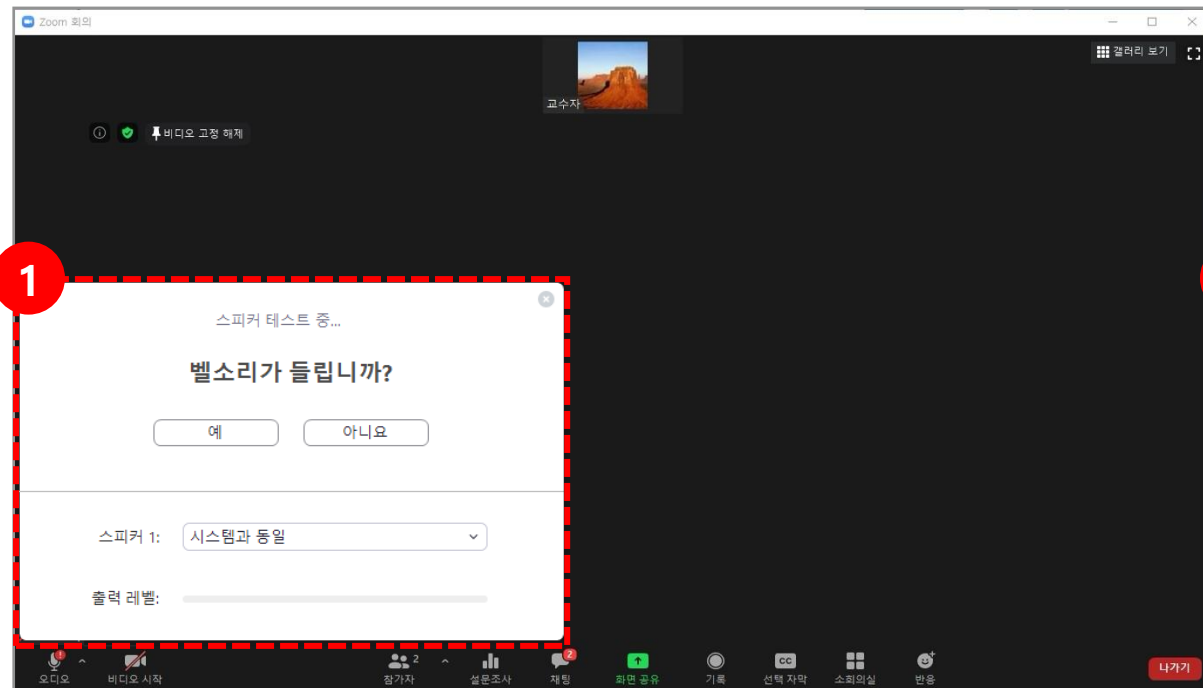 Zoom 회의
갤러리 보기
교수자
비디오 고정 해제
1
스피커 테스트 중...
벨소리가 들립니까?
예
아니요
스피커 1:
시스템과 동일
출력 레벨:
오디오
비디오 시작
2
참가자
설문조사
2
채팅
화면 공유
기록
CC
선택 자막
소회의실
반응
나가기